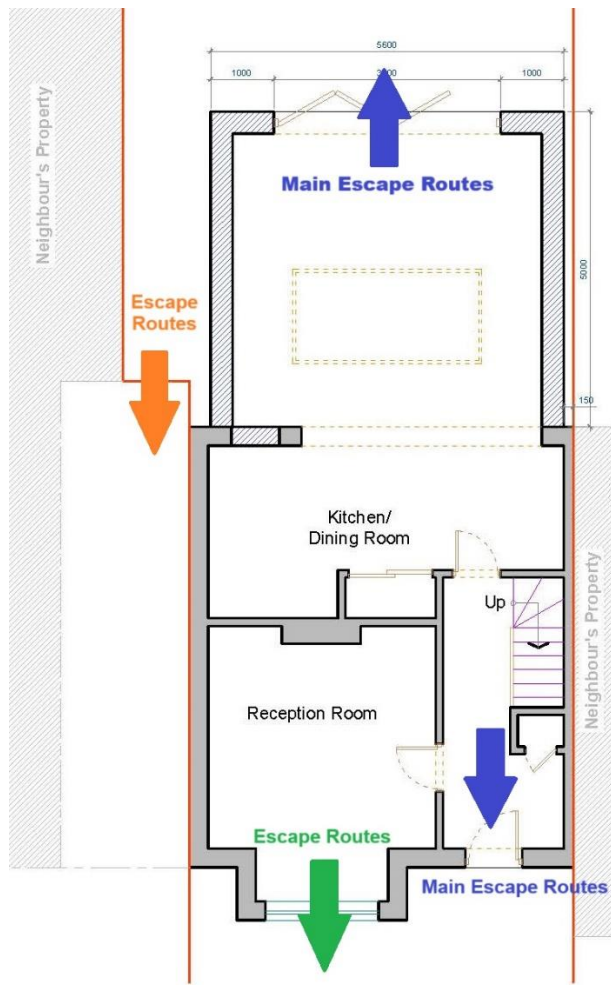 5600
1000
1000
Neighbour's Property
Main Escape Routes
5000
Escape
Routes
150
Kitchen/
Dining Room
Up
Neighbour's Property
Reception Room
Escape Routes
Main Escape Routes